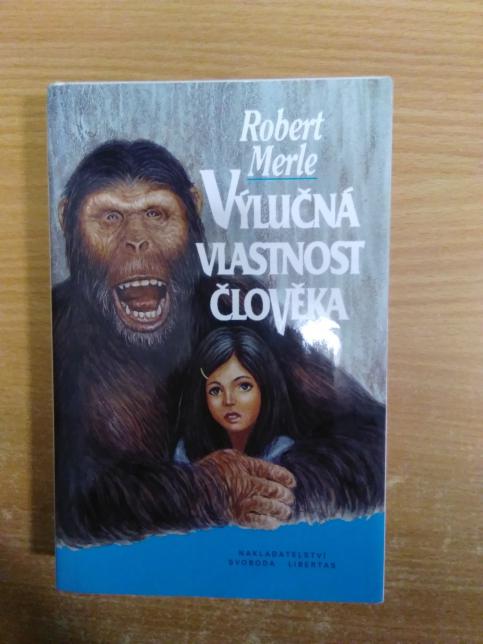 Robert
Merle
VÝLUČNÁ
VLASTNOST
ČLOVĚKA
NAKLADATELSTVÍ
SVOBODA LIBERTAS